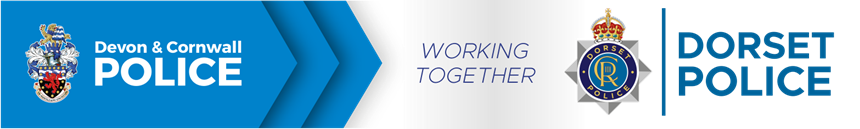 Devon & Cornwall
POLICE
WORKING
TOGETHER
DORSET
POLICE
DORSET
POLICE